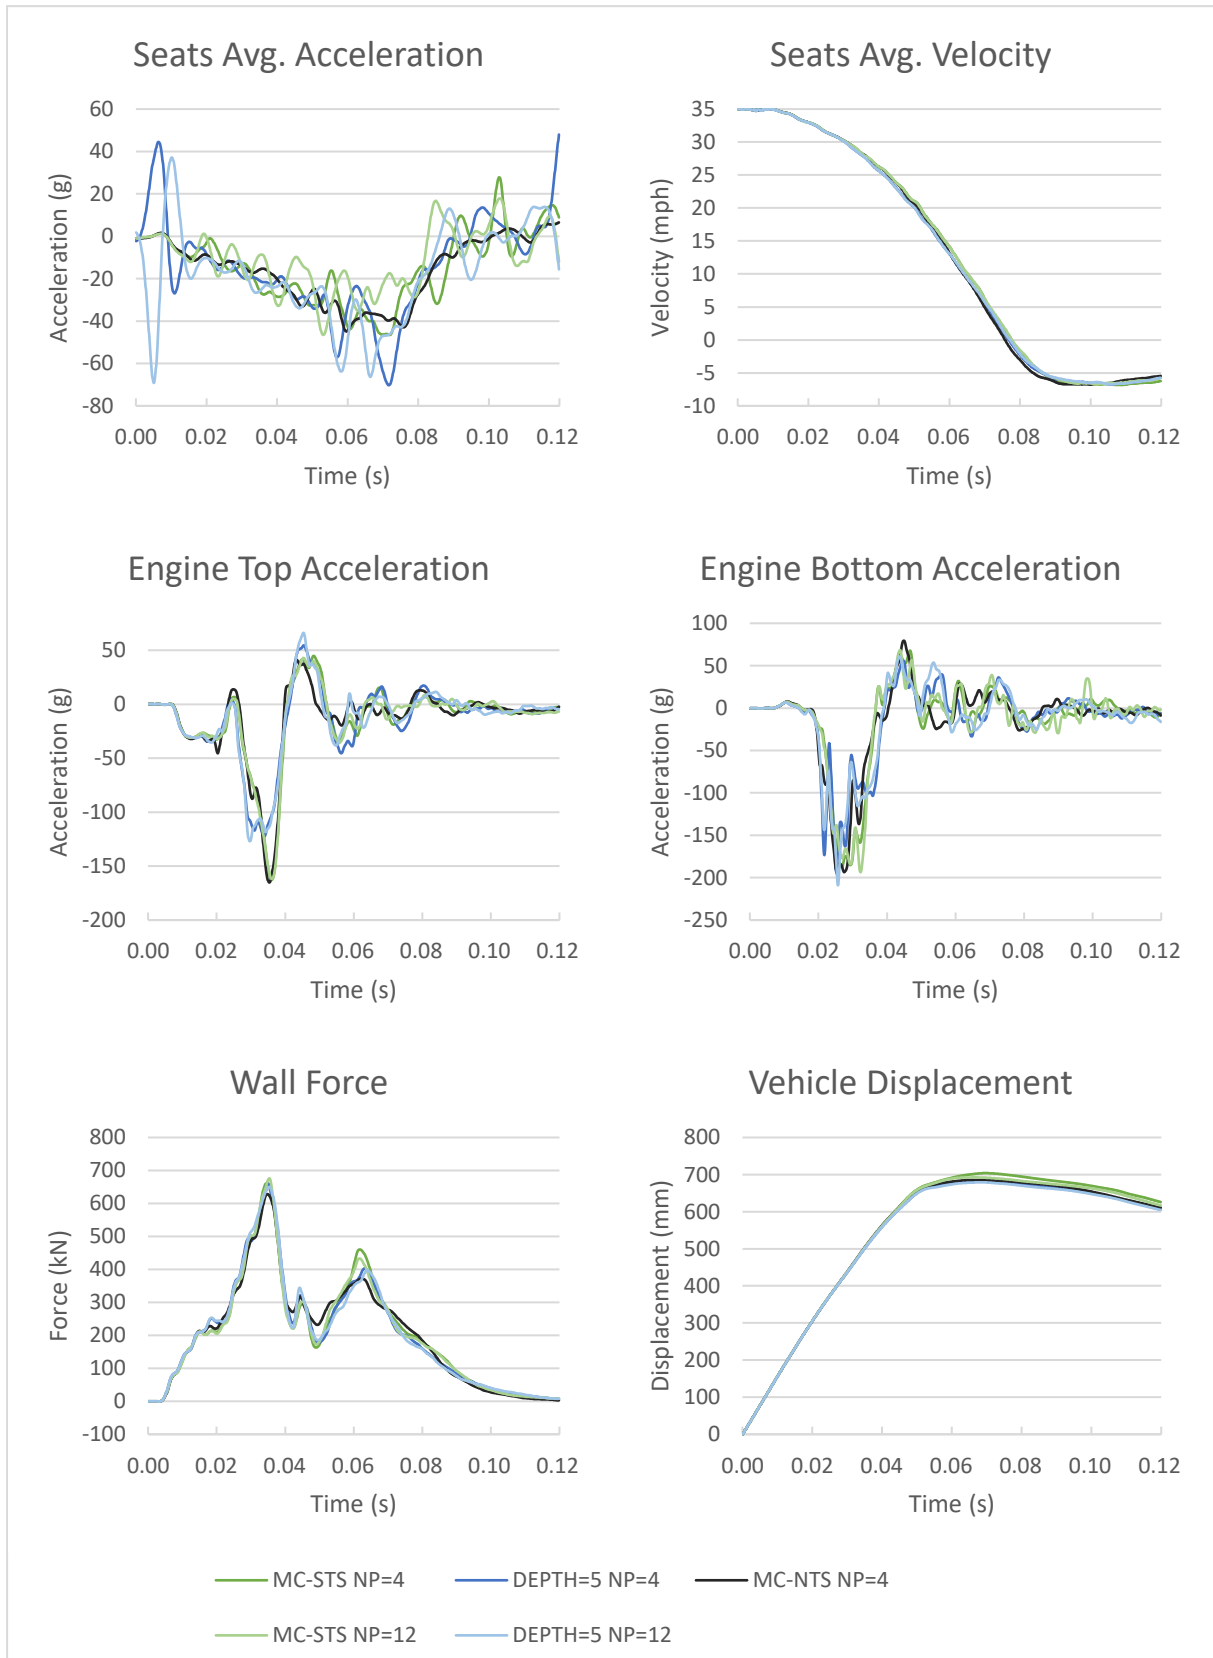 Seats Avg. Acceleration
60
40
20
0
-20
-40
-60
-80
Acceleration (g)
0.00 0.02 0.04 0.06 0.08 0.10 0.12
Time (s)
Seats Avg. Velocity
35
30
25
20
15
10
5
0
-5
-10
Velocity (mph)
0.00 0.02 0.04 0.06 0.08 0.10 0.12
Time (s)
Engine Top Acceleration
50
0
-50
-100
-150
-200
Acceleration (g)
0.00 0.02 0.04 0.06 0.08 0.10 0.12
Time (s)
Engine Bottom Acceleration
100
50
0
-50
-100
-150
-200
-250
Acceleration (g)
0.00 0.02 0.04 0.06 0.08 0.10 0.12
Time (s)
Wall Force
800
700
600
500
400
300
200
100
0
-100
Force (kN)
0.00 0.02 0.04 0.06 0.08 0.10 0.12
Time (s)
Vehicle Displacement
800
700
600
500
400
300
200
100
0
Displacement (mm)
0.00 0.02 0.04 0.06 0.08 0.10 0.12
Time (s)
MC-STS NP=4 DEPTH=5 NP=4 MC-NTS NP=4
MC-STS NP=12 DEPTH=5 NP=12